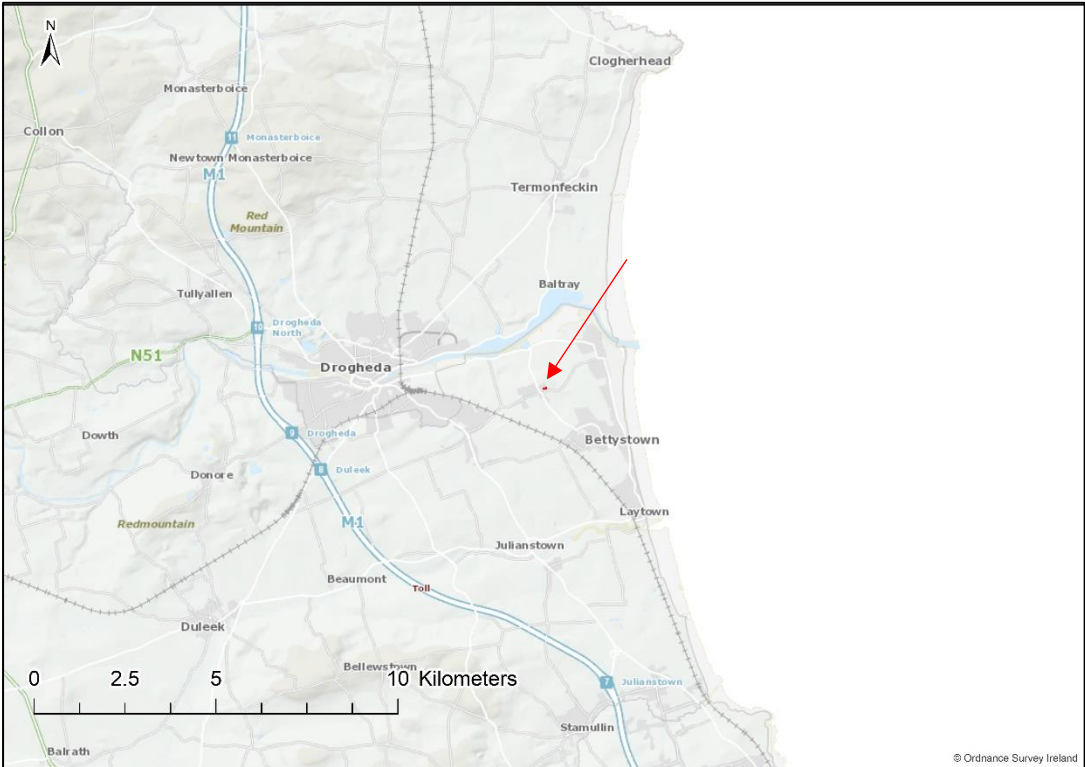 N
Clogherhead
Monasterboice
Collon
11 Monasterboice
Newtown Monasterboice
M1
Termonfeckin
Red
Mountain
Baltray
Tullyallen
10 Drogheda
North
N51
Drogheda
9 Drogheda
Dowth
Bettystown
8 Duleek
Donore
Laytown
Redmountain
M1
Julianstown
Beaumont
Toll
Duleek
Bellewstown
0 2.5 5 10 Kilometers
7 Julianstown
Stamullin
Balrath
© Ordnance Survey Ireland